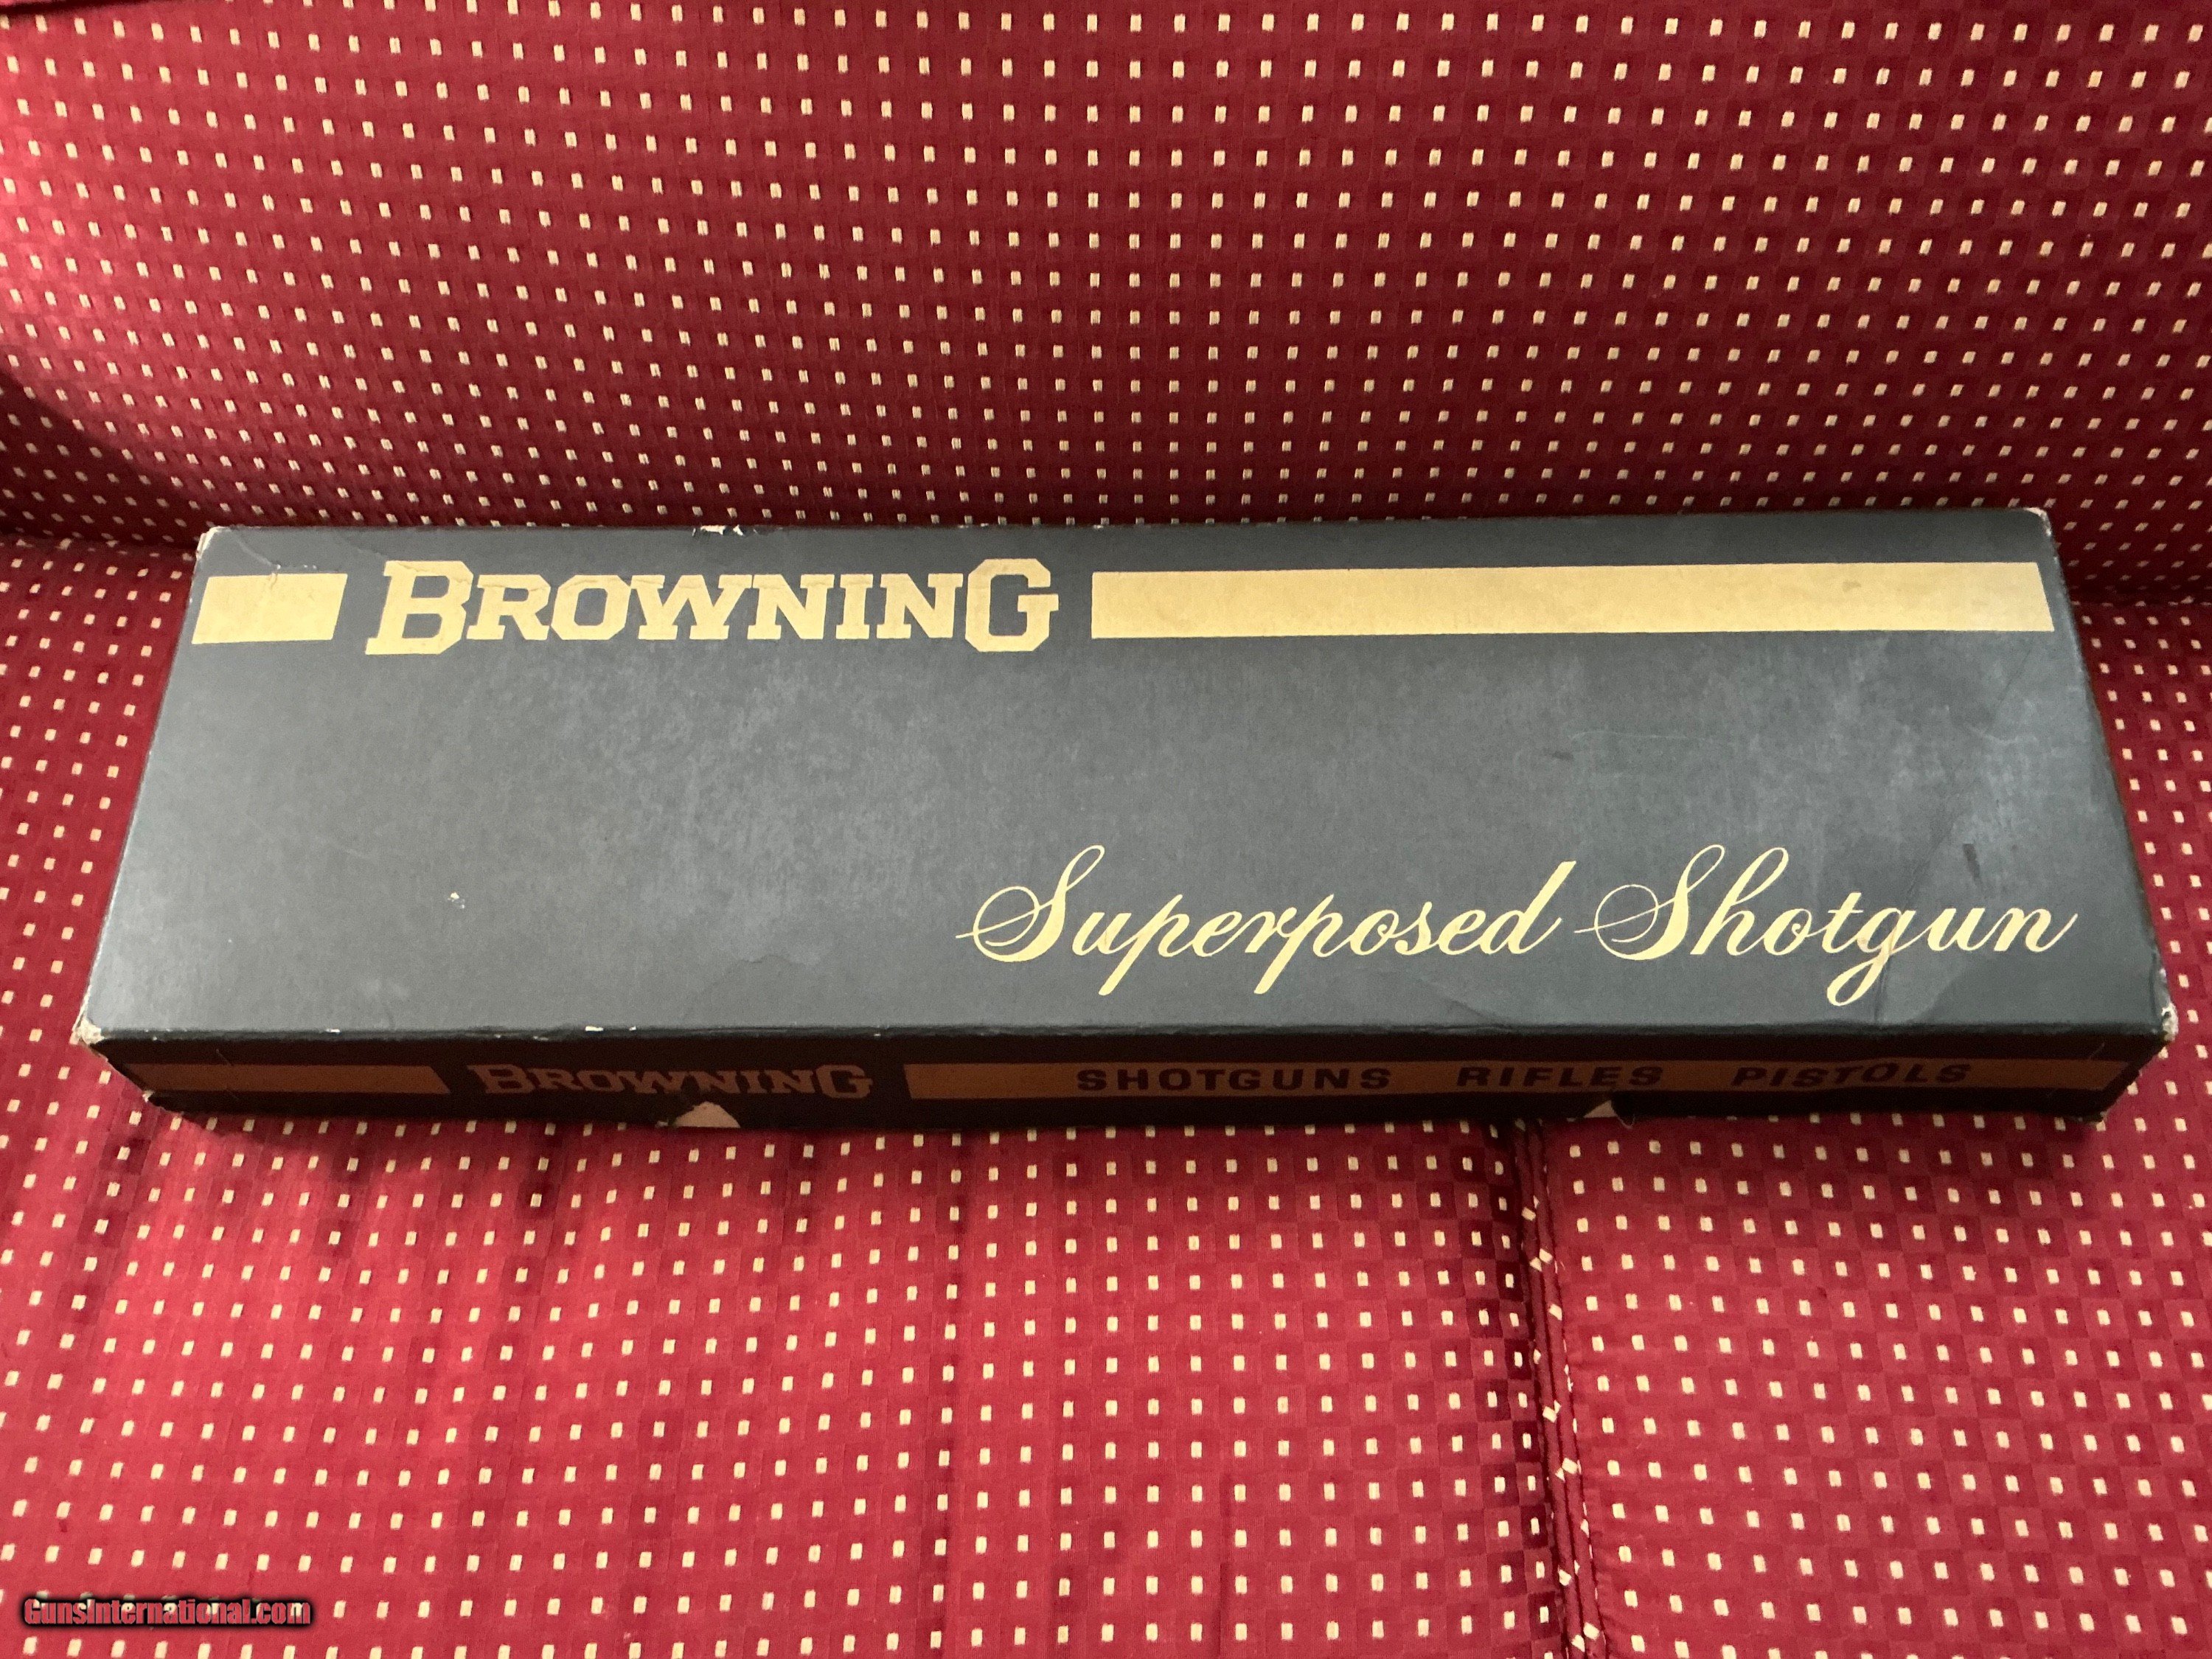 BROWNING
Superposed Shotgun
BROWNING SHOTGUNS RIFLES PISTOLS
GunsInternational.com